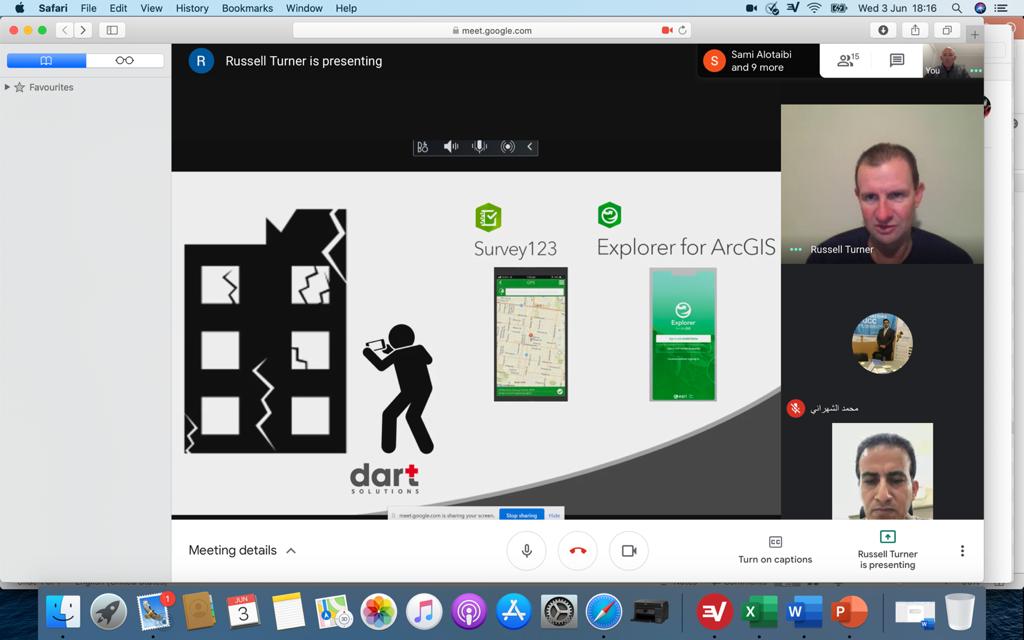 Safari File Edit View History Bookmarks Window Help
Wed 3 Jun 18:16
meet.google.com
Favourites
R
Russell Turner is presenting
S
Sami Alotaibi
and 9 more
15
You
Russell Turner
محمد الشهراني
Survey123
Explorer for ArcGIS
GPS
Explorer
dart
SOLUTIONS
meet.google.com is sharing your screen.
Stop sharing
Hide
Meeting details
CC
Turn on captions
Russell Turner
is presenting
1
JUN
3